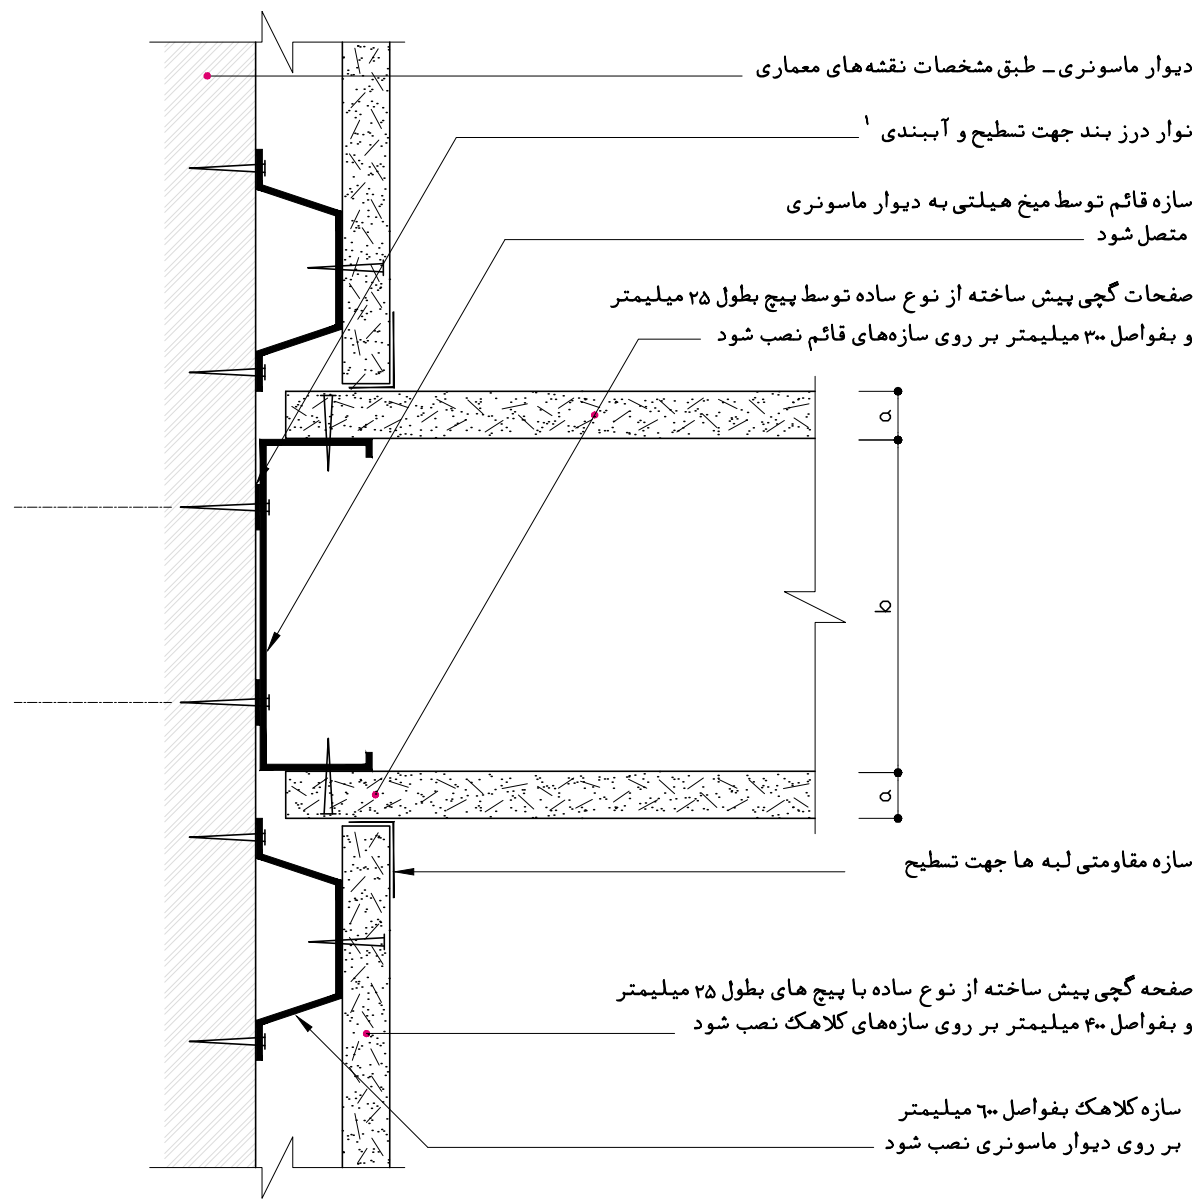 دیوار ماسونری - طبق مشخصات نقشه‌های معماری
نوار درز بند جهت تسطیح و آببندی ۱
سازه قائم توسط میخ هیلتی به دیوار ماسونری
متصل شود
صفحات گچی پیش ساخته از نوع ساده توسط پیچ بطول ۲۵ میلیمتر
و بفواصل ۳۰۰ میلیمتر بر روی سازه‌های قائم نصب شود
a
b
a
سازه مقاومتی لبه ها جهت تسطیح
صفحه گچی پیش ساخته از نوع ساده با پیچ های بطول ۲۵ میلیمتر
و بفواصل ۴۰۰ میلیمتر بر روی سازه‌های کلاهک نصب شود
سازه کلاهک بفواصل ۶۰۰ میلیمتر
بر روی دیوار ماسونری نصب شود